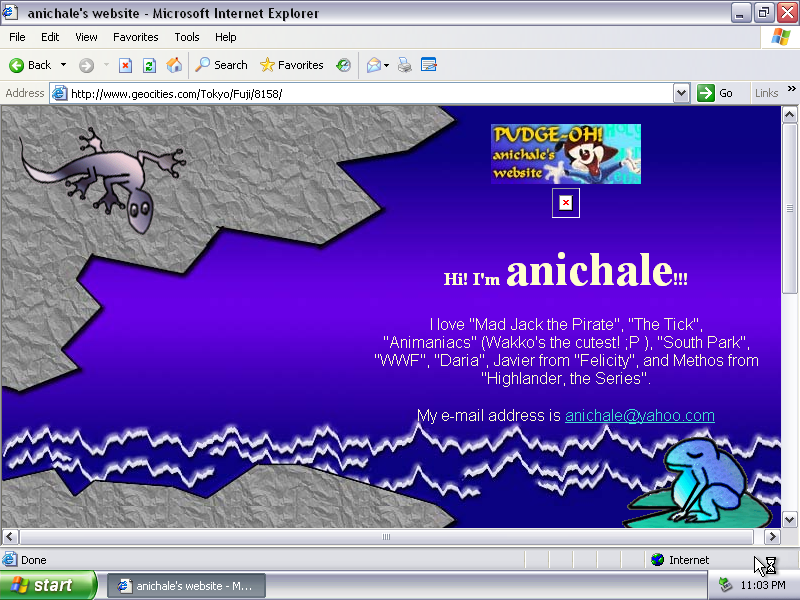 anichale's website - Microsoft Internet Explorer
File Edit View Favorites Tools Help
Back Search Favorites
Address http://www.geocities.com/Tokyo/Fuji/8158/ Go Links »
PUDGE-OH!
anichale's
website
Hi! I'm anichale!!!
I love "Mad Jack the Pirate", "The Tick",
"Animaniacs" (Wakko's the cutest! ;P ), "South Park",
"WWF", "Daria", Javier from "Felicity", and Methos from
"Highlander, the Series".
My e-mail address is anichale@yahoo.com
Done Internet
start anichale's website - M... 11:03 PM